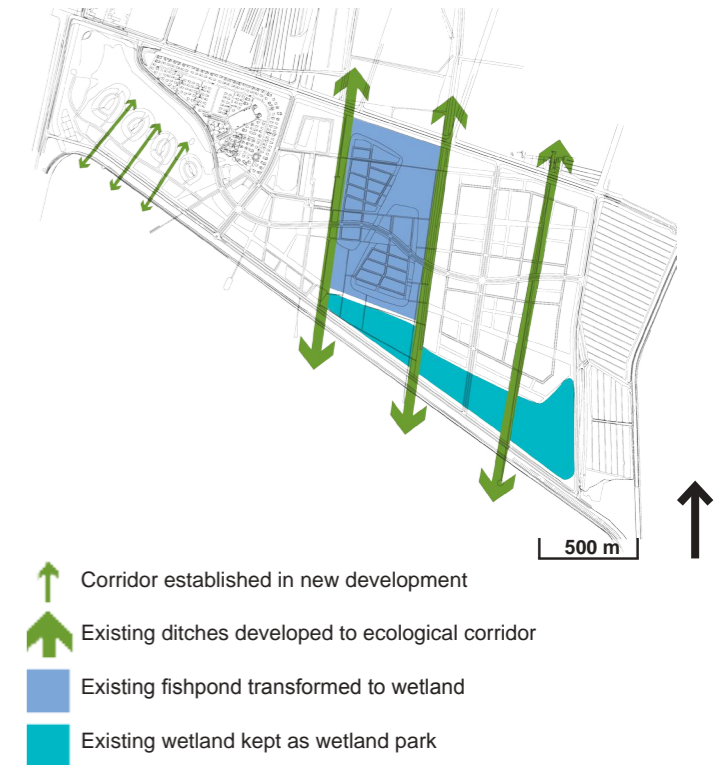 500 m
Corridor established in new development
Existing ditches developed to ecological corridor
Existing fishpond transformed to wetland
Existing wetland kept as wetland park